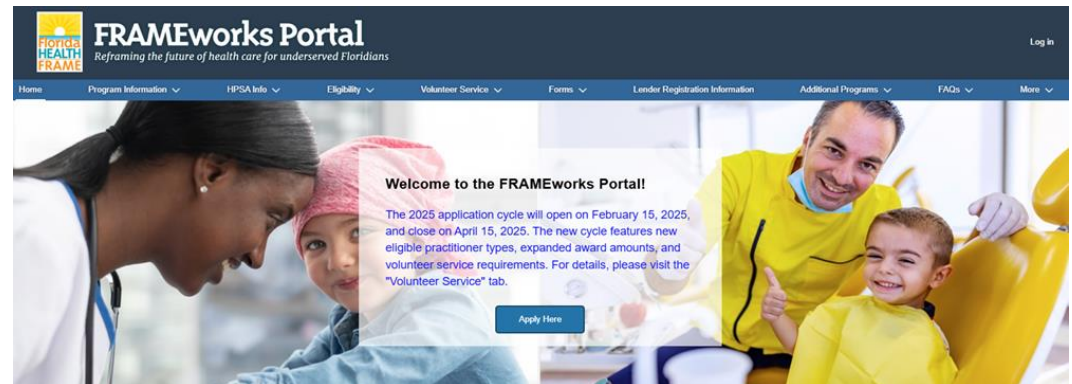 Florida
HEALTH
FRAME
FRAMEworks Portal
Reframing the future of health care for underserved Floridians
Log in
Home Program Information HPSA Info Eligibility Volunteer Service Forms Lender Registration Information Additional Programs FAQs More
Welcome to the FRAMEworks Portal!
The 2025 application cycle will open on February 15, 2025,
and close on April 15, 2025. The new cycle features new
eligible practitioner types, expanded award amounts, and
volunteer service requirements. For details, please visit the
"Volunteer Service" tab.
Apply Here